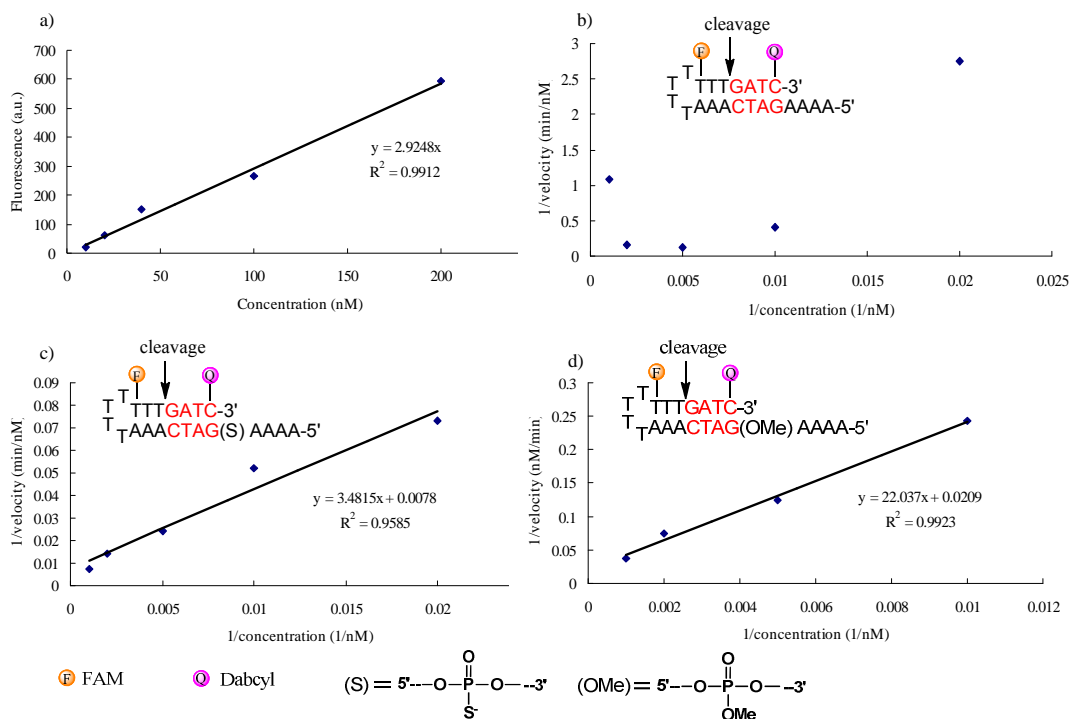 a)
700
600
500
400
300
200
100
0
Fluorescence (a.u.)
y = 2.9248x
R² = 0.9912
0 50 100 150 200
Concentration (nM)
b)
cleavage
F Q
TTTGATC-3'
T
T
T
T
AAACTAGAAAA-5'
3
2.5
2
1.5
1
0.5
0
1/velocity (min/nM)
0 0.005 0.01 0.015 0.02 0.025
1/concentration (1/nM)
c)
cleavage
F Q
TTTGATC-3'
T
T
T
T
AAACTAG(S) AAAA-5'
0.09
0.08
0.07
0.06
0.05
0.04
0.03
0.02
0.01
0
1/velocity (min/nM)
y = 3.4815x + 0.0078
R² = 0.9585
0 0.005 0.01 0.015 0.02
1/concentration (1/nM)
d)
cleavage
F Q
TTTGATC-3'
T
T
T
T
AAACTAG(OMe) AAAA-5'
0.3
0.25
0.2
0.15
0.1
0.05
0
1/velocity (nM/min)
y = 22.037x + 0.0209
R² = 0.9923
0 0.002 0.004 0.006 0.008 0.01 0.012
1/concentration (1/nM)
F FAM
Q Dabcyl
O
(S) = 5'---O—P—O---3'
S-
O
(OMe) = 5'---O—P—O---3'
OMe